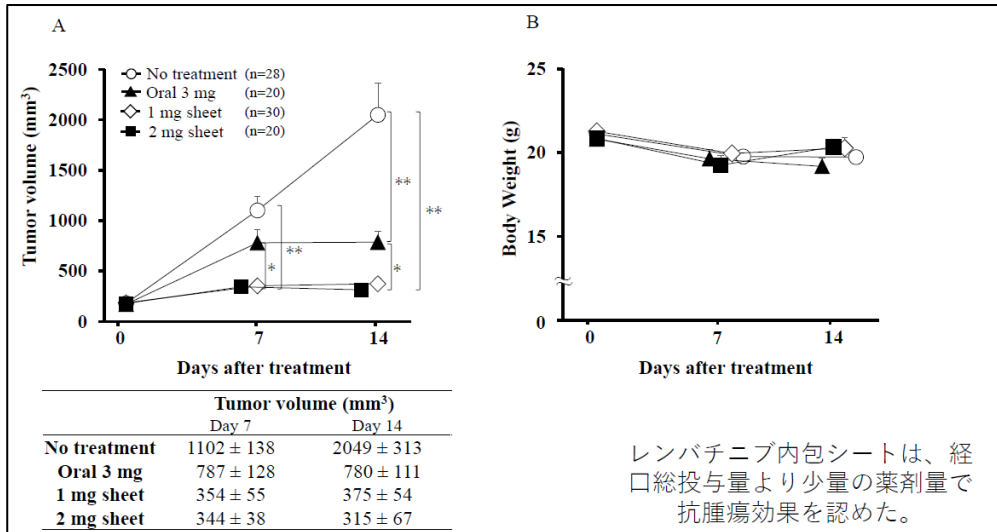 A
Tumor volume (mm³)
2500
2000
1500
1000
500
0
No treatment (n=28)
Oral 3 mg (n=20)
1 mg sheet (n=30)
2 mg sheet (n=20)
**
**
**
*
*
0 7 14
Days after treatment
Tumor volume (mm³)
Day 7 Day 14
No treatment 1102 ± 138 2049 ± 313
Oral 3 mg 787 ± 128 780 ± 111
1 mg sheet 354 ± 55 375 ± 54
2 mg sheet 344 ± 38 315 ± 67
B
Body Weight (g)
25
20
15
0
0 7 14
Days after treatment
レンバチニブ内包シートは、経
口総投与量より少量の薬剤量で
抗腫瘍効果を認めた。